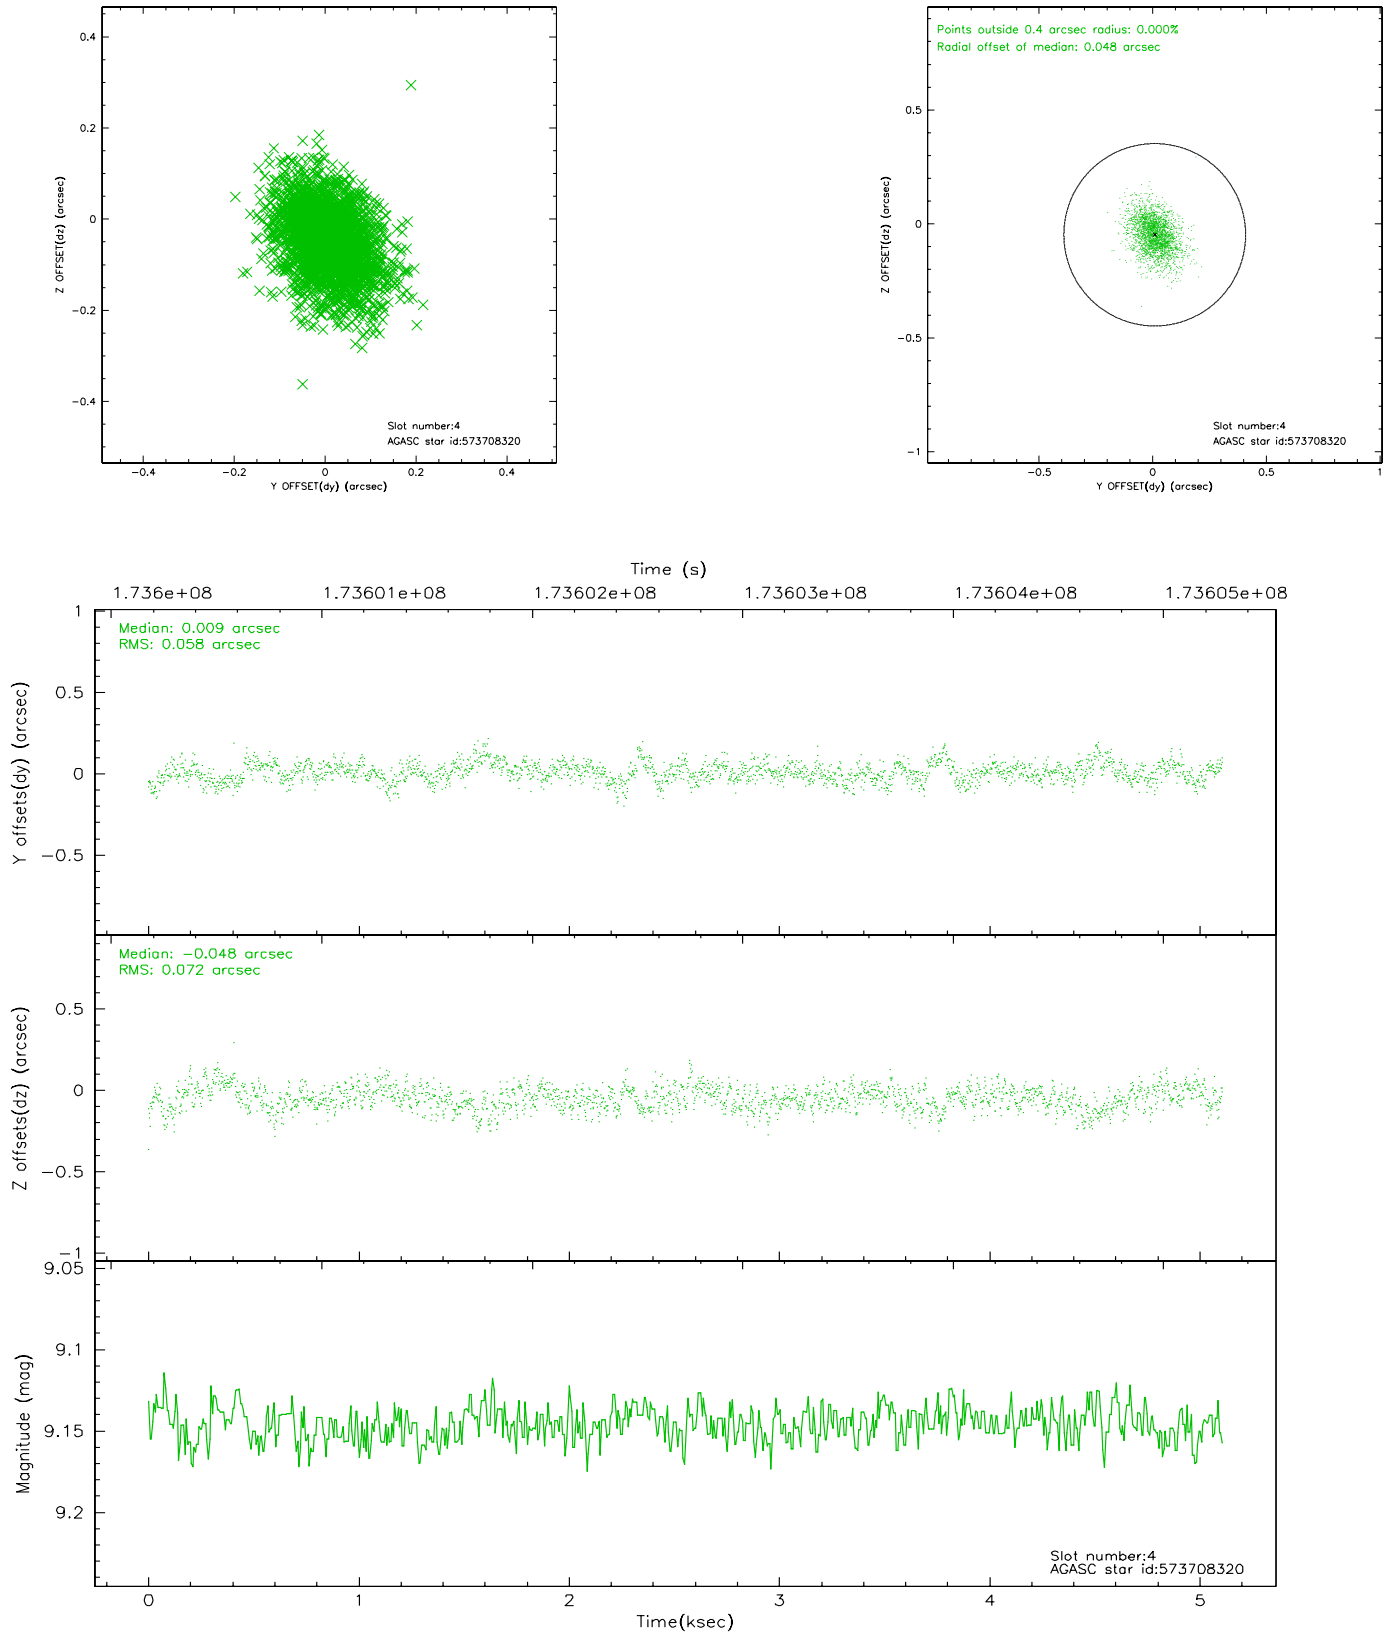 0.4
0.2
0
−0.2
−0.4
Z OFFSET(dz) (arcsec)
Slot number:4
AGASC star id:573708320
−0.4 −0.2 0 0.2 0.4
Y OFFSET(dy) (arcsec)
Points outside 0.4 arcsec radius: 0.000%
Radial offset of median: 0.048 arcsec
0.5
0
−0.5
−1
Z OFFSET(dz) (arcsec)
Slot number:4
AGASC star id:573708320
−0.5 0 0.5 1
Y OFFSET(dy) (arcsec)
Time (s)
1.736e+08 1.73601e+08 1.73602e+08 1.73603e+08 1.73604e+08 1.73605e+08
Median: 0.009 arcsec
RMS: 0.058 arcsec
1
0.5
0
−0.5
Y offsets(dy) (arcsec)
Median: −0.048 arcsec
RMS: 0.072 arcsec
0.5
0
−0.5
−1
Z offsets(dz) (arcsec)
9.05
9.1
9.15
9.2
Magnitude (mag)
Slot number:4
AGASC star id:573708320
0 1 2 3 4 5
Time(ksec)